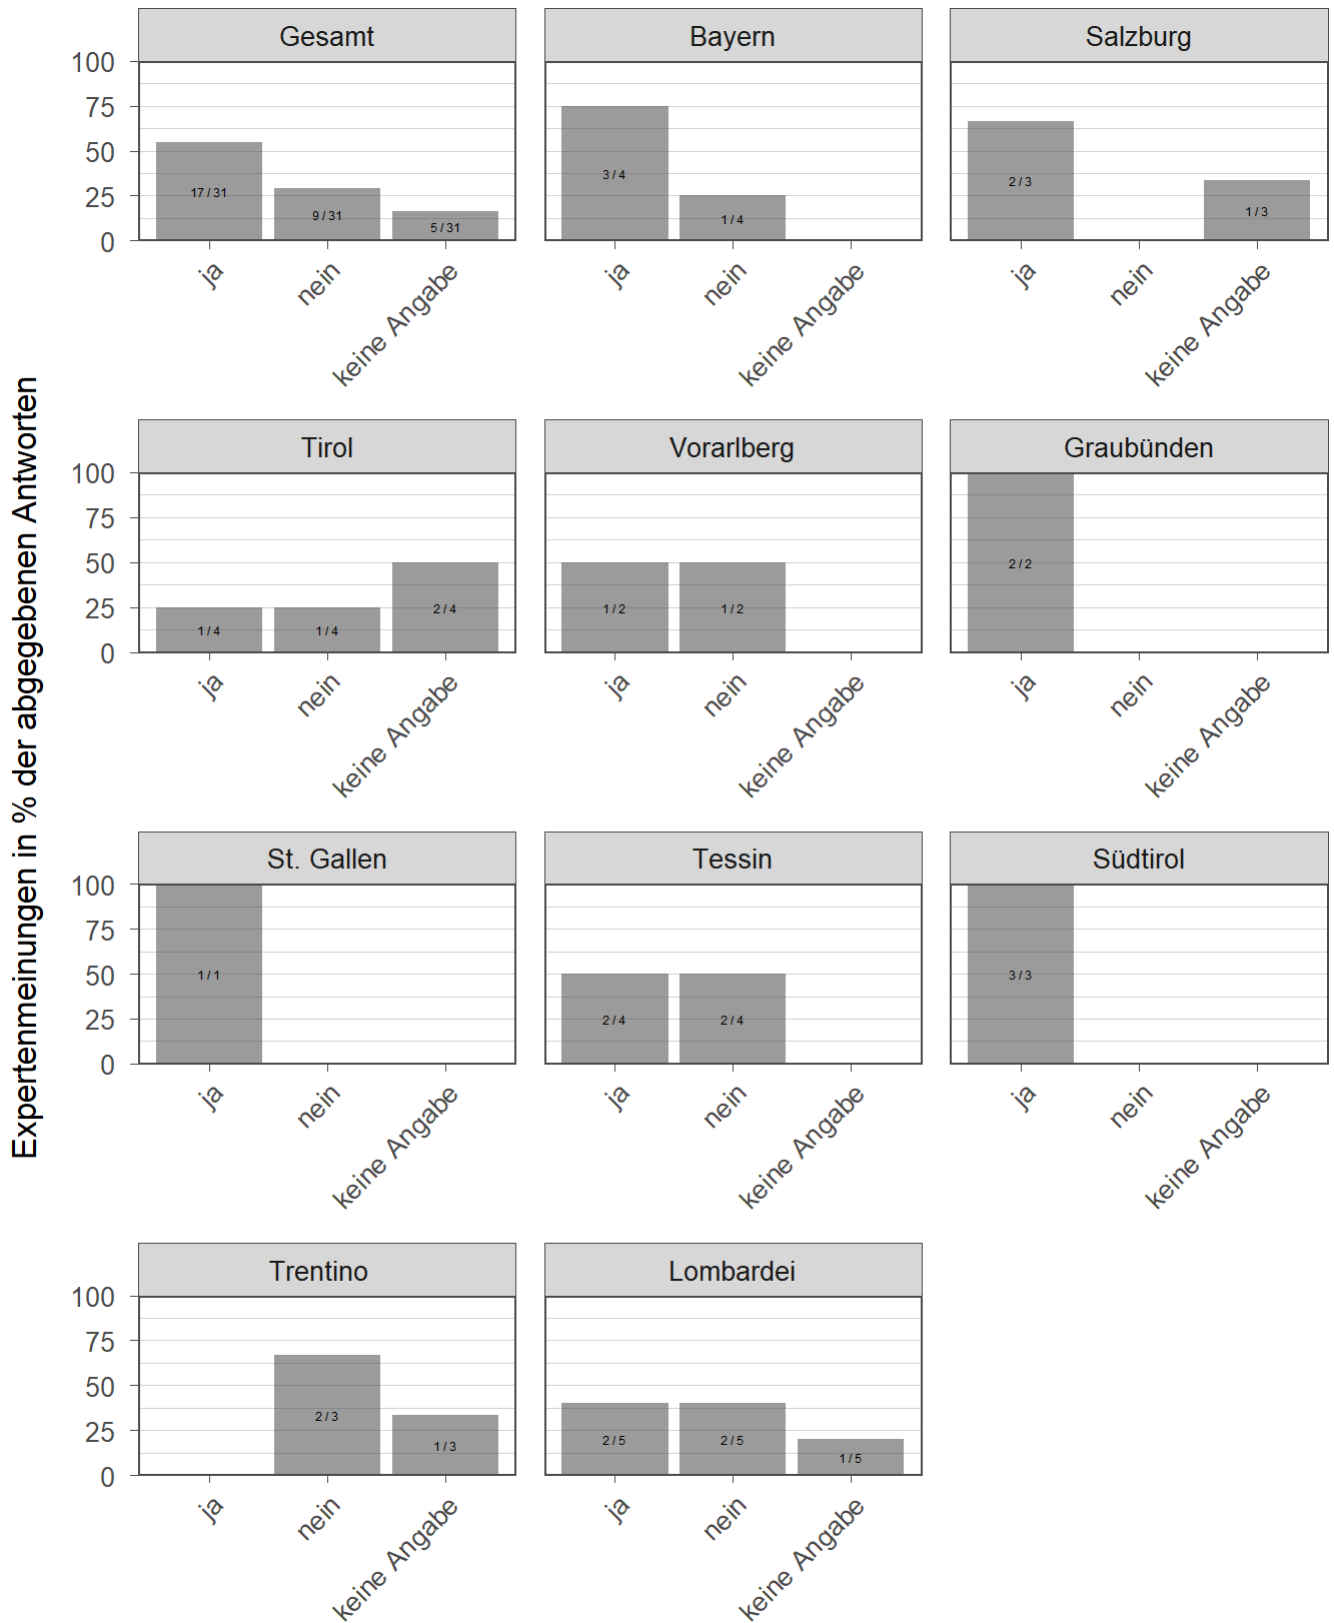 Expertenmeinungen in % der abgegebenen Antworten
Gesamt
100
75
50
25
0
17 / 31
9 / 31
5 / 31
ja
nein
keine Angabe
Bayern
3 / 4
1 / 4
ja
nein
keine Angabe
Salzburg
2 / 3
1 / 3
ja
nein
keine Angabe
Tirol
100
75
50
25
0
1 / 4
1 / 4
2 / 4
ja
nein
keine Angabe
Vorarlberg
1 / 2
1 / 2
ja
nein
keine Angabe
Graubünden
2 / 2
ja
nein
keine Angabe
St. Gallen
100
75
50
25
0
1 / 1
ja
nein
keine Angabe
Tessin
2 / 4
2 / 4
ja
nein
keine Angabe
Südtirol
3 / 3
ja
nein
keine Angabe
Trentino
100
75
50
25
0
2 / 3
1 / 3
ja
nein
keine Angabe
Lombardei
2 / 5
2 / 5
1 / 5
ja
nein
keine Angabe